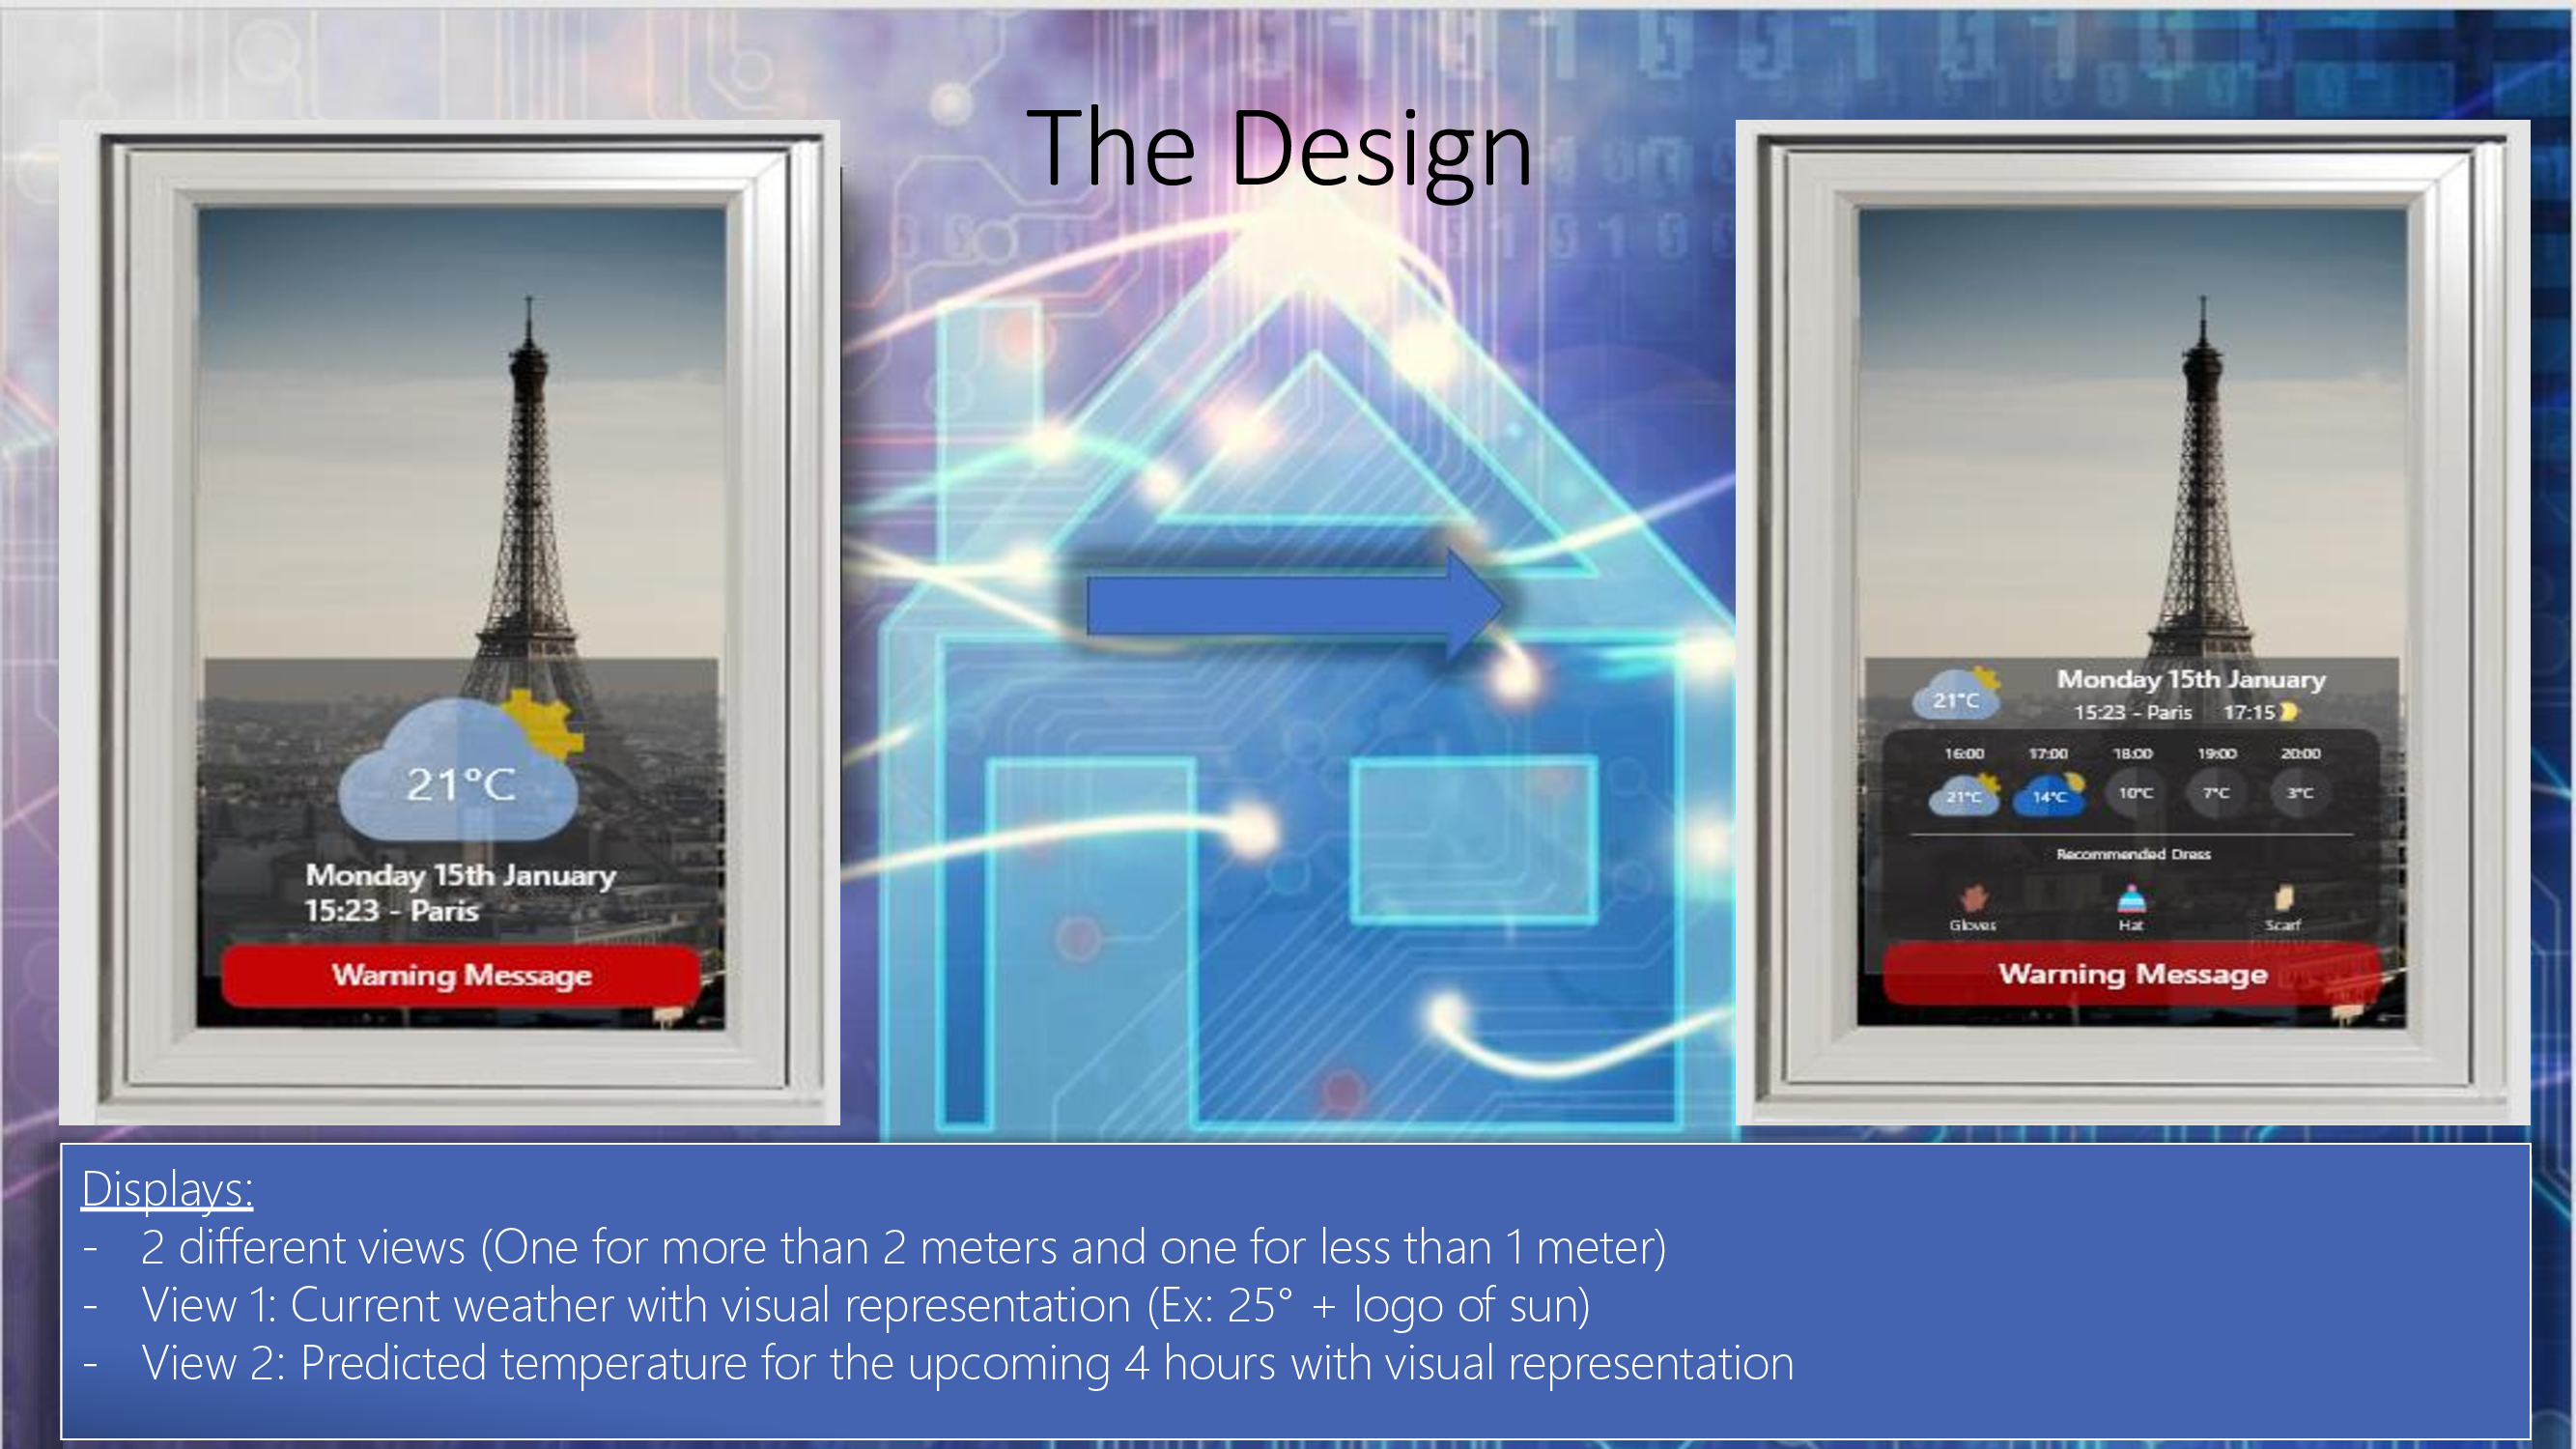 The Design
21°C
Monday 15th January
15:23 - Paris
Warning Message
21°C
Monday 15th January
15:23 - Paris 17:15
16:00 17:00 18:00 19:00 20:00
21°C 14°C 10°C 7°C 3°C
Recommended Dress
Gloves Hat Scarf
Warning Message
Displays:
- 2 different views (One for more than 2 meters and one for less than 1 meter)
- View 1: Current weather with visual representation (Ex: 25° + logo of sun)
- View 2: Predicted temperature for the upcoming 4 hours with visual representation